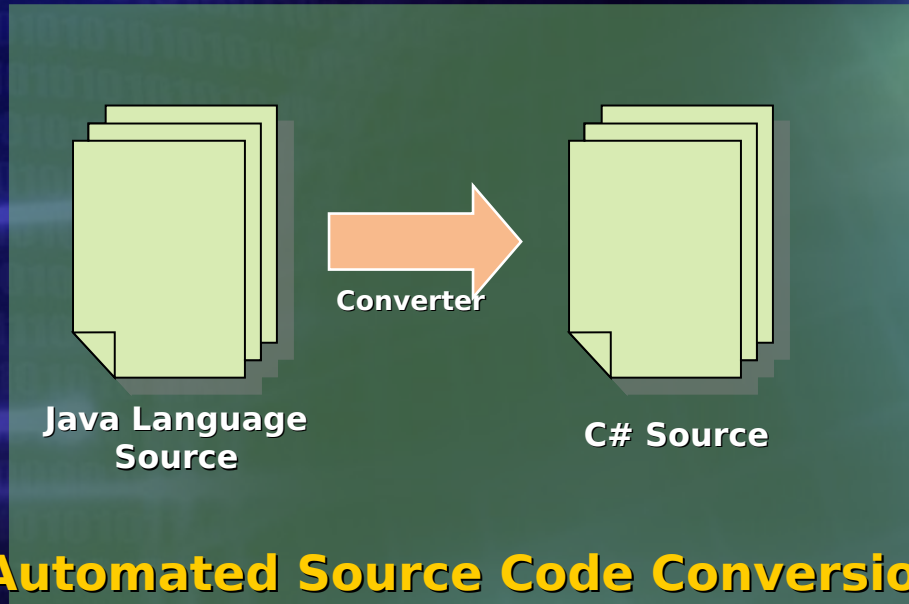 Converter
Java Language
Source
C# Source
Automated Source Code Conversio